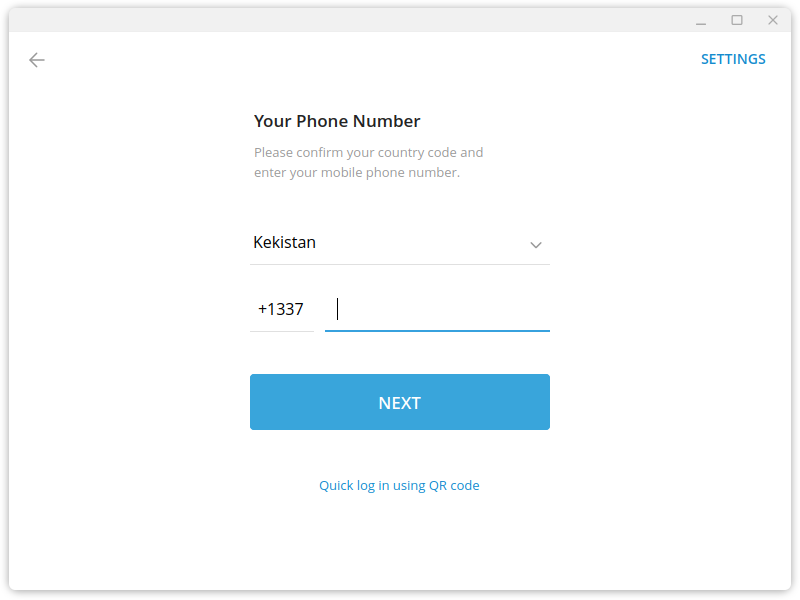 SETTINGS
Your Phone Number
Please confirm your country code and
enter your mobile phone number.
Kekistan
+1337
NEXT
Quick log in using QR code